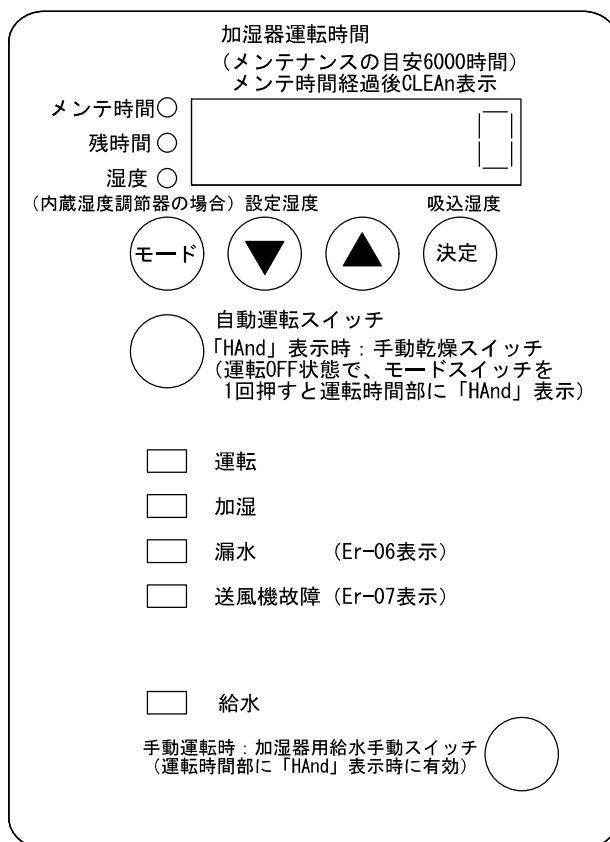 加湿器運転時間
(メンテナンスの目安6000時間)
メンテ時間経過後CLEAn表示
メンテ時間
残時間
湿度
0
(内蔵湿度調節器の場合) 設定湿度 吸込湿度
モード ▼ ▲ 決定
自動運転スイッチ
「HAnd」表示時:手動乾燥スイッチ
(運転OFF状態で、モードスイッチを
1回押すと運転時間部に「HAnd」表示)
運転
加湿
漏水 (Er-06表示)
送風機故障 (Er-07表示)
給水
手動運転時:加湿器用給水手動スイッチ
(運転時間部に「HAnd」表示時に有効)